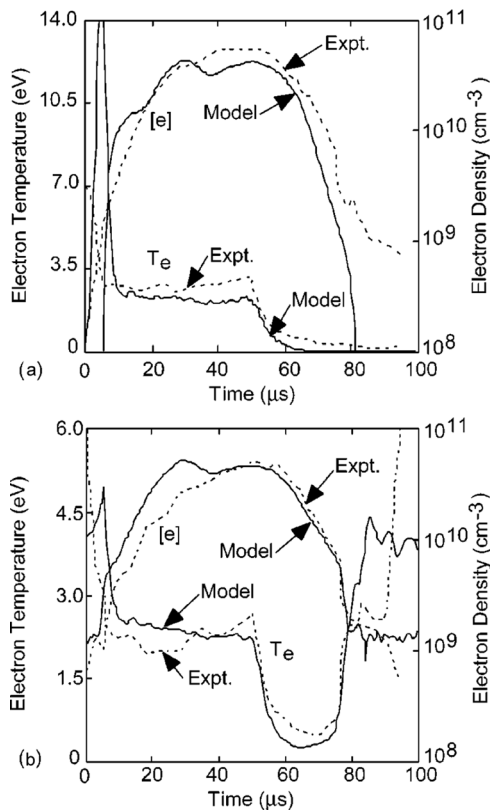 14.0
10^11
Expt.
10.5
[e]
Model
10^10
7.0
10^9
Te
Expt.
3.5
Model
0
10^8
0 20 40 60 80 100
Time (μs)
Electron Temperature (eV)
Electron Density (cm-3)
(a)
6.0
10^11
Expt.
4.5
[e]
Model
10^10
Model
3.0
Te
10^9
Expt.
1.5
0
10^8
0 20 40 60 80 100
Time (μs)
Electron Temperature (eV)
Electron Density (cm-3)
(b)